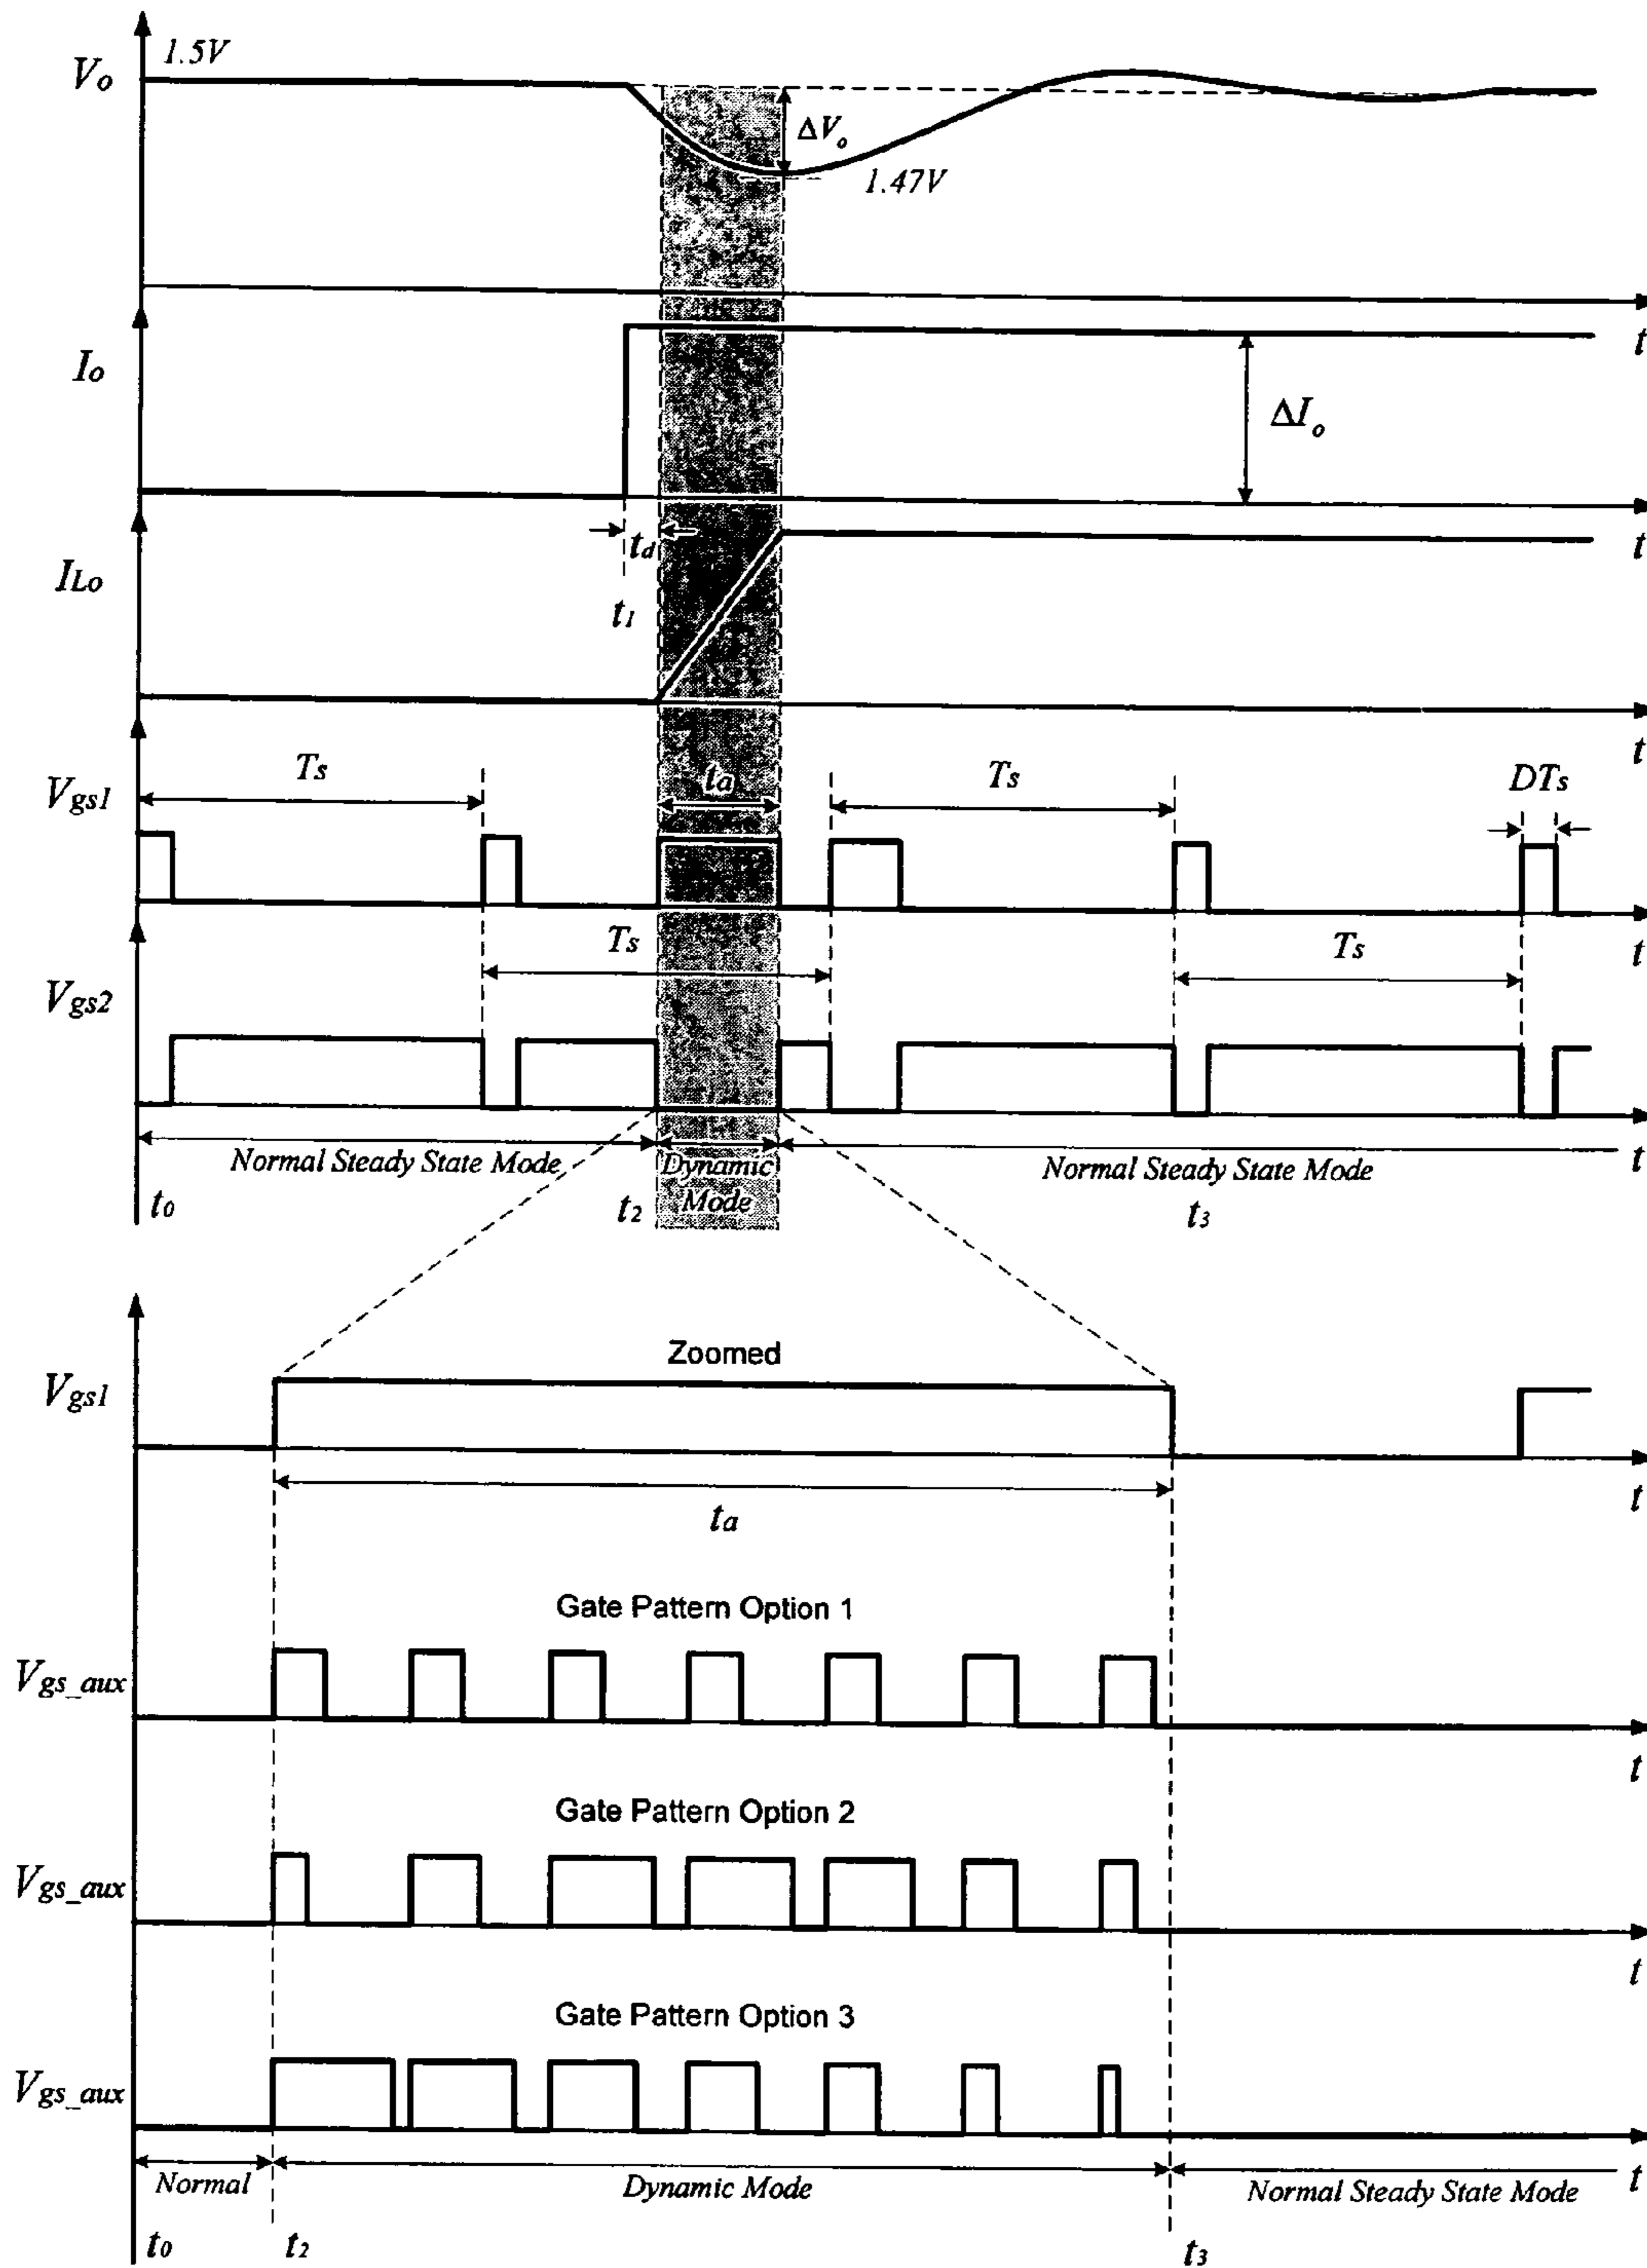 1.5V
Vo
ΔVo
1.47V
t
Io
ΔIo
t
td
ILo
t1
t
Ts
ta
Ts
DTs
Vgs1
t
Ts
Ts
Vgs2
t
Normal Steady State Mode
Dynamic Mode
Normal Steady State Mode
t0
t2
t3
Zoomed
Vgs1
t
ta
Gate Pattern Option 1
Vgs_aux
t
Gate Pattern Option 2
Vgs_aux
t
Gate Pattern Option 3
Vgs_aux
t
Normal
Dynamic Mode
Normal Steady State Mode
t0
t2
t3